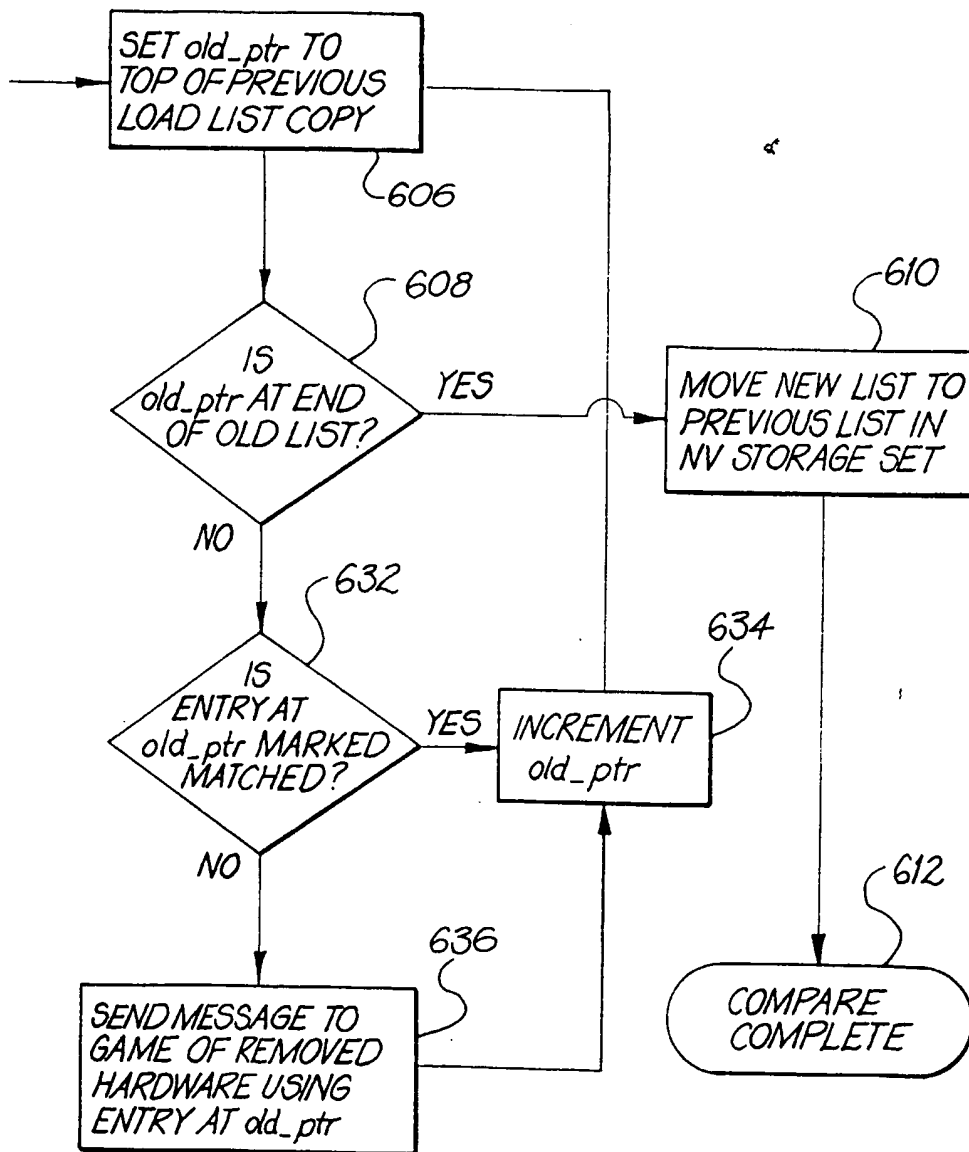 SET old_ptr TO
TOP OF PREVIOUS
LOAD LIST COPY
606
608
IS
old_ptr AT END
OF OLD LIST?
YES
NO
610
MOVE NEW LIST TO
PREVIOUS LIST IN
NV STORAGE SET
632
IS
ENTRY AT
old_ptr MARKED
MATCHED?
YES
NO
634
INCREMENT
old_ptr
636
SEND MESSAGE TO
GAME OF REMOVED
HARDWARE USING
ENTRY AT old_ptr
612
COMPARE
COMPLETE